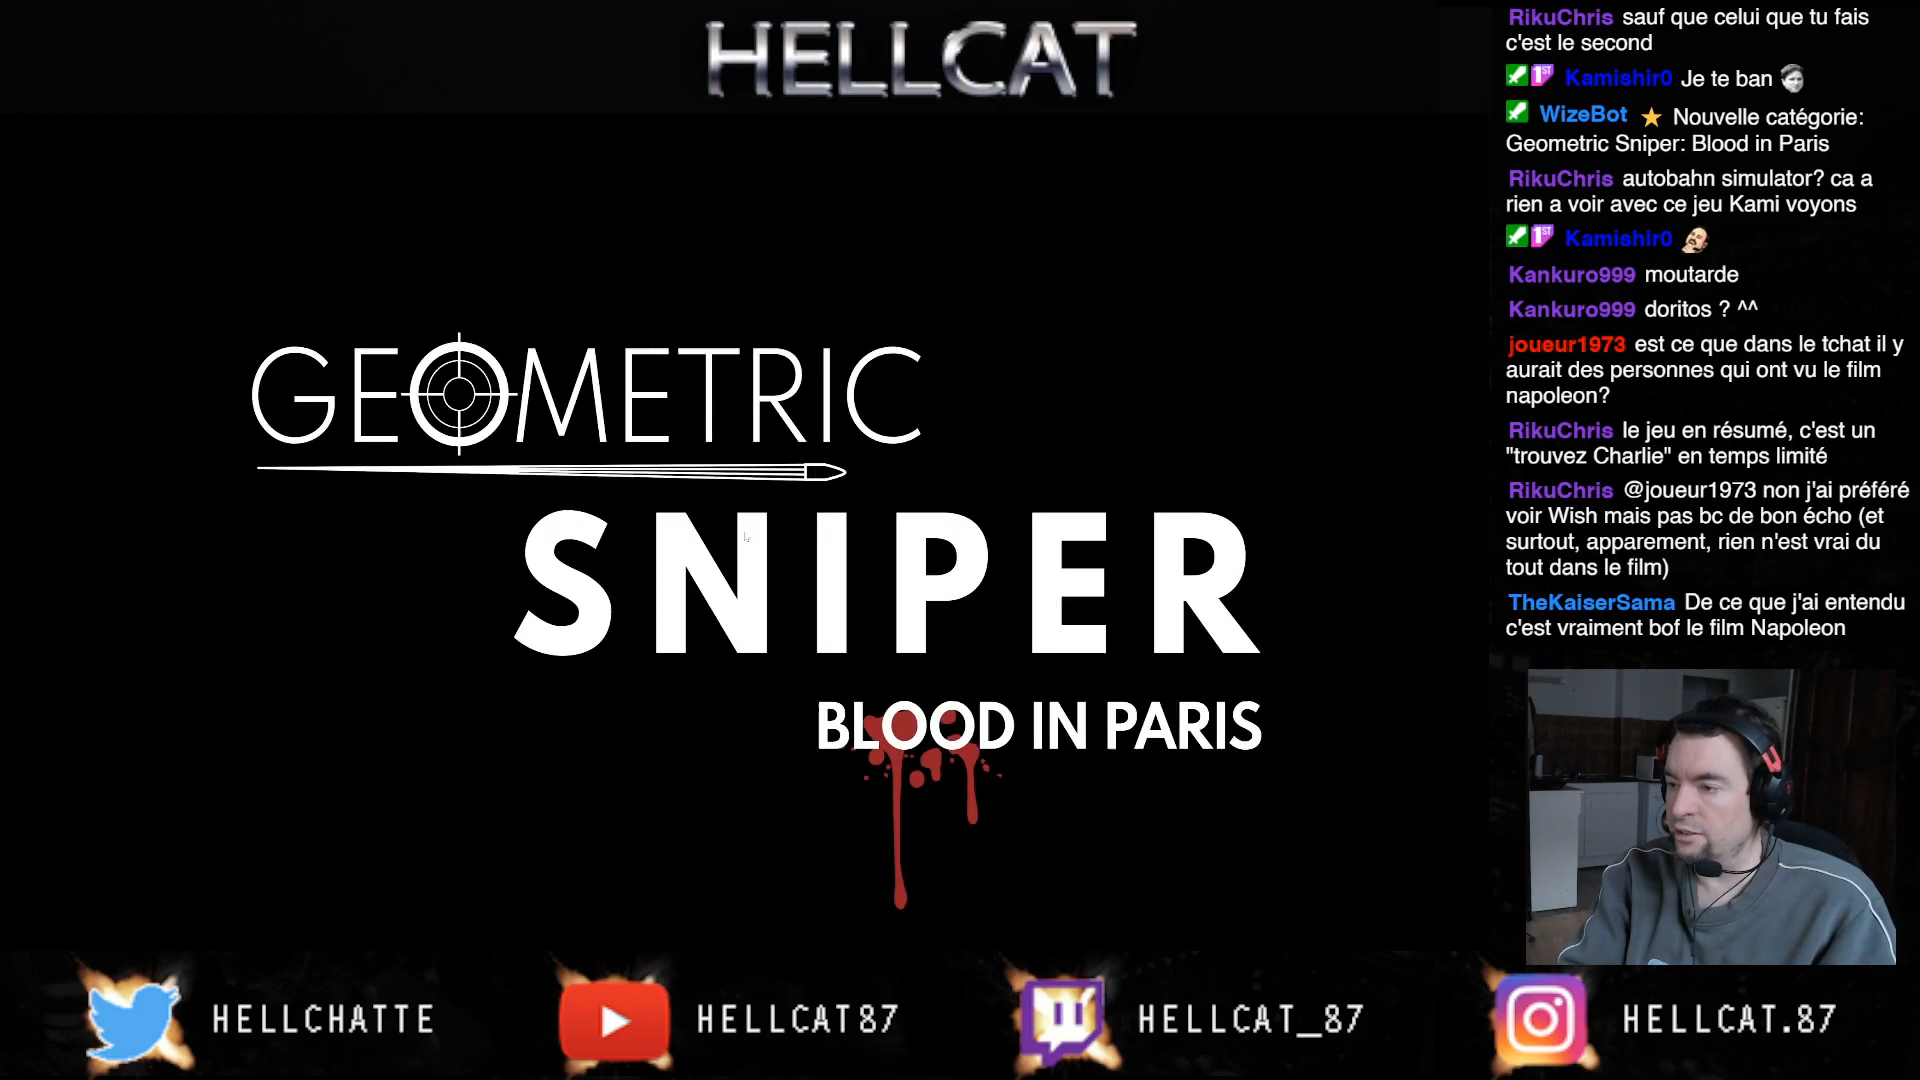 HELLCAT
GEOMETRIC
SNIPER
BLOOD IN PARIS
RikuChris sauf que celui que tu fais
c'est le second
1ST Kamishir0 Je te ban
WizeBot Nouvelle catégorie:
Geometric Sniper: Blood in Paris
RikuChris autobahn simulator? ca a
rien a voir avec ce jeu Kami voyons
1ST Kamishir0
Kankuro999 moutarde
Kankuro999 doritos ? ^^
joueur1973 est ce que dans le tchat il y
aurait des personnes qui ont vu le film
napoleon?
RikuChris le jeu en résumé, c'est un
"trouvez Charlie" en temps limité
RikuChris @joueur1973 non j'ai préféré
voir Wish mais pas bc de bon écho (et
surtout, apparement, rien n'est vrai du
tout dans le film)
TheKaiserSama De ce que j'ai entendu
c'est vraiment bof le film Napoleon
HELLCHATTE
HELLCAT87
HELLCAT_87
HELLCAT.87